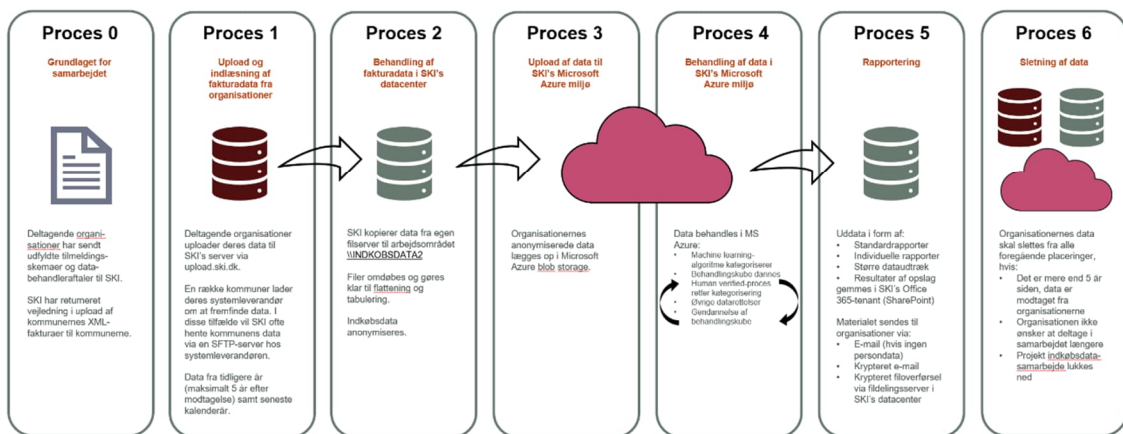 Proces 0
Grundlaget for
samarbejdet
Deltagende organi-
sationer har sendt
udfyldte tilmeldings-
skemaer og data-
behandleraftaler til SKI.
SKI har returneret
vejledning i upload af
kommunernes XML-
fakturaer til kommunerne.
Proces 1
Upload og
indlæsning af
fakturadata fra
organisationer
Deltagende organisationer
uploader deres data til
SKI's server via
upload.ski.dk.
En række kommuner lader
deres systemleverandør
om at fremfinde data. I
disse tilfælde vil SKI ofte
hente kommunens data
via en SFTP-server hos
systemleverandøren.
Data fra tidligere år
(maksimalt 5 år efter
modtagelse) samt seneste
kalenderår.
Proces 2
Behandling af
fakturadata i SKI's
datacenter
SKI kopierer data fra egen
filserver til arbejdsområdet
\\INDKOBSDATA2
Filer omdøbes og gøres
klar til flattening og
tabulering.
Indkøbsdata
anonymiseres.
Proces 3
Upload af data til
SKI's Microsoft
Azure miljø
Organisationernes
anonymiserede data
lægges op i Microsoft
Azure blob storage.
Proces 4
Behandling af data i
SKI's Microsoft
Azure miljø
Data behandles i MS
Azure:
• Machine learning-
algoritme kategoriserer
• Behandlingskube dannes
• Human verified-proces
retter kategorisering
• Øvrige datarettelser
• Gendannelse af
behandlingskube
Proces 5
Rapportering
Uddata i form af:
• Standardrapporter
• Individuelle rapporter
• Større dataudtræk
• Resultater af opslag
gemmes i SKI's Office
365-tenant (SharePoint)
Materialet sendes til
organisationer via:
• E-mail (hvis ingen
persondata)
• Krypteret e-mail
• Krypteret filoverførsel
via fildelingsserver i
SKI's datacenter
Proces 6
Sletning af data
Organisationernes data
kan slettes fra alle
foregående placeringer,
hvis:
• Det er mere end 5 år
siden, data er
modtaget fra
organisationerne
• Organisationen ikke
ønsker at deltage i
samarbejdet længere
• Projekt indkøbsdata-
samarbejde lukkes
ned